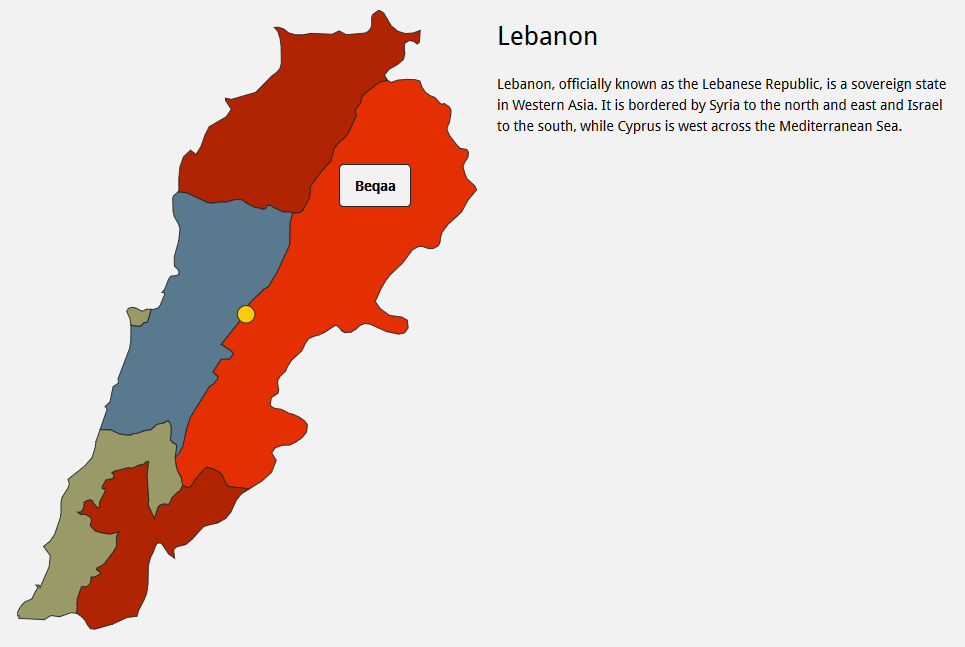 Lebanon
Lebanon, officially known as the Lebanese Republic, is a sovereign state
in Western Asia. It is bordered by Syria to the north and east and Israel
to the south, while Cyprus is west across the Mediterranean Sea.
Beqaa